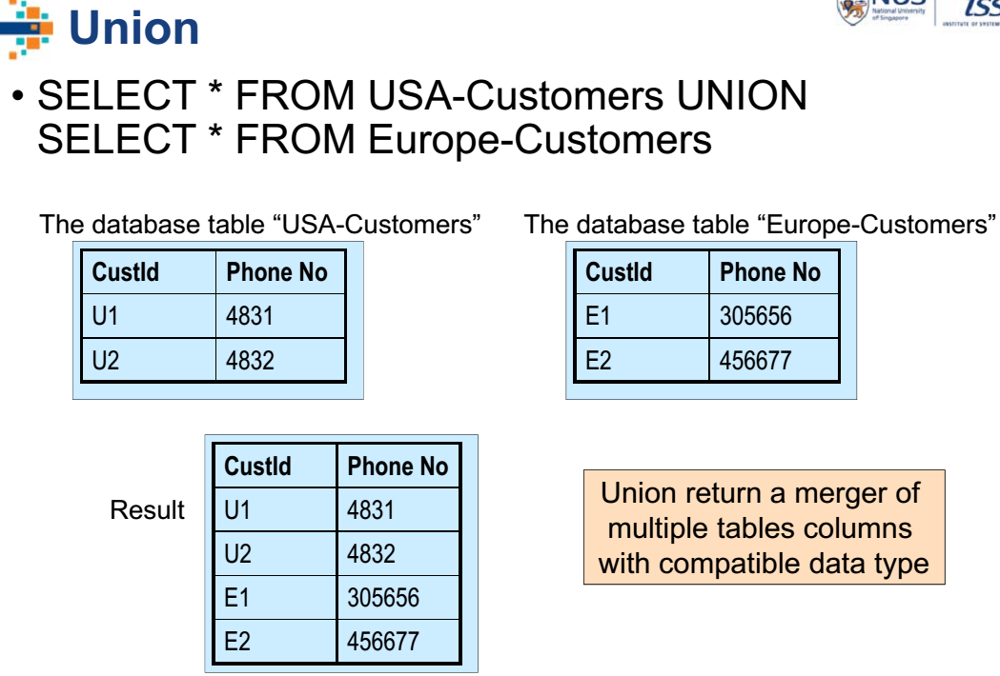 NUS
National University
of Singapore
ISS
Union
• SELECT * FROM USA-Customers UNION
SELECT * FROM Europe-Customers
The database table “USA-Customers”
The database table “Europe-Customers”
CustId Phone No
U1 4831
U2 4832
CustId Phone No
E1 305656
E2 456677
Result
CustId Phone No
U1 4831
U2 4832
E1 305656
E2 456677
Union return a merger of
multiple tables columns
with compatible data type